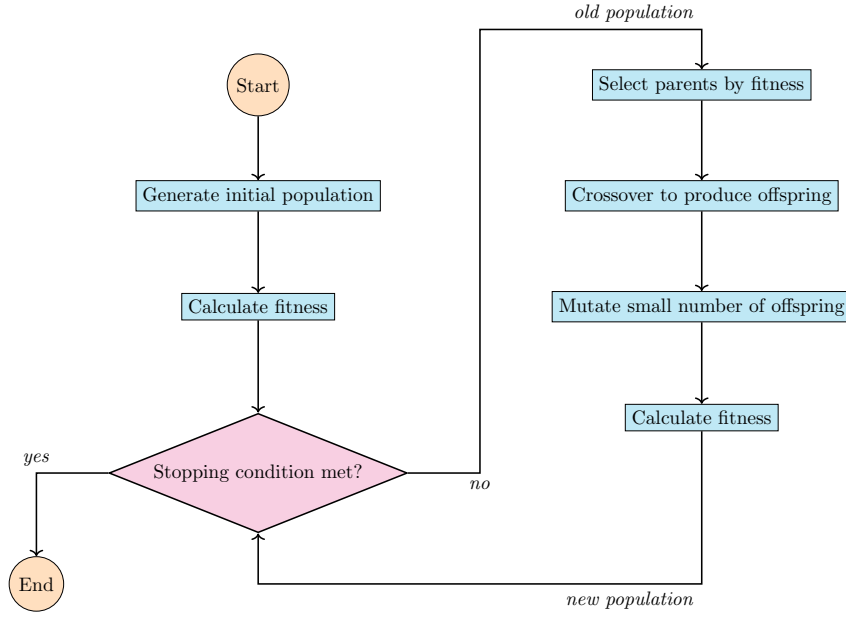 Start
Generate initial population
Calculate fitness
Stopping condition met?
yes
End
no
old population
Select parents by fitness
Crossover to produce offspring
Mutate small number of offspring
Calculate fitness
new population